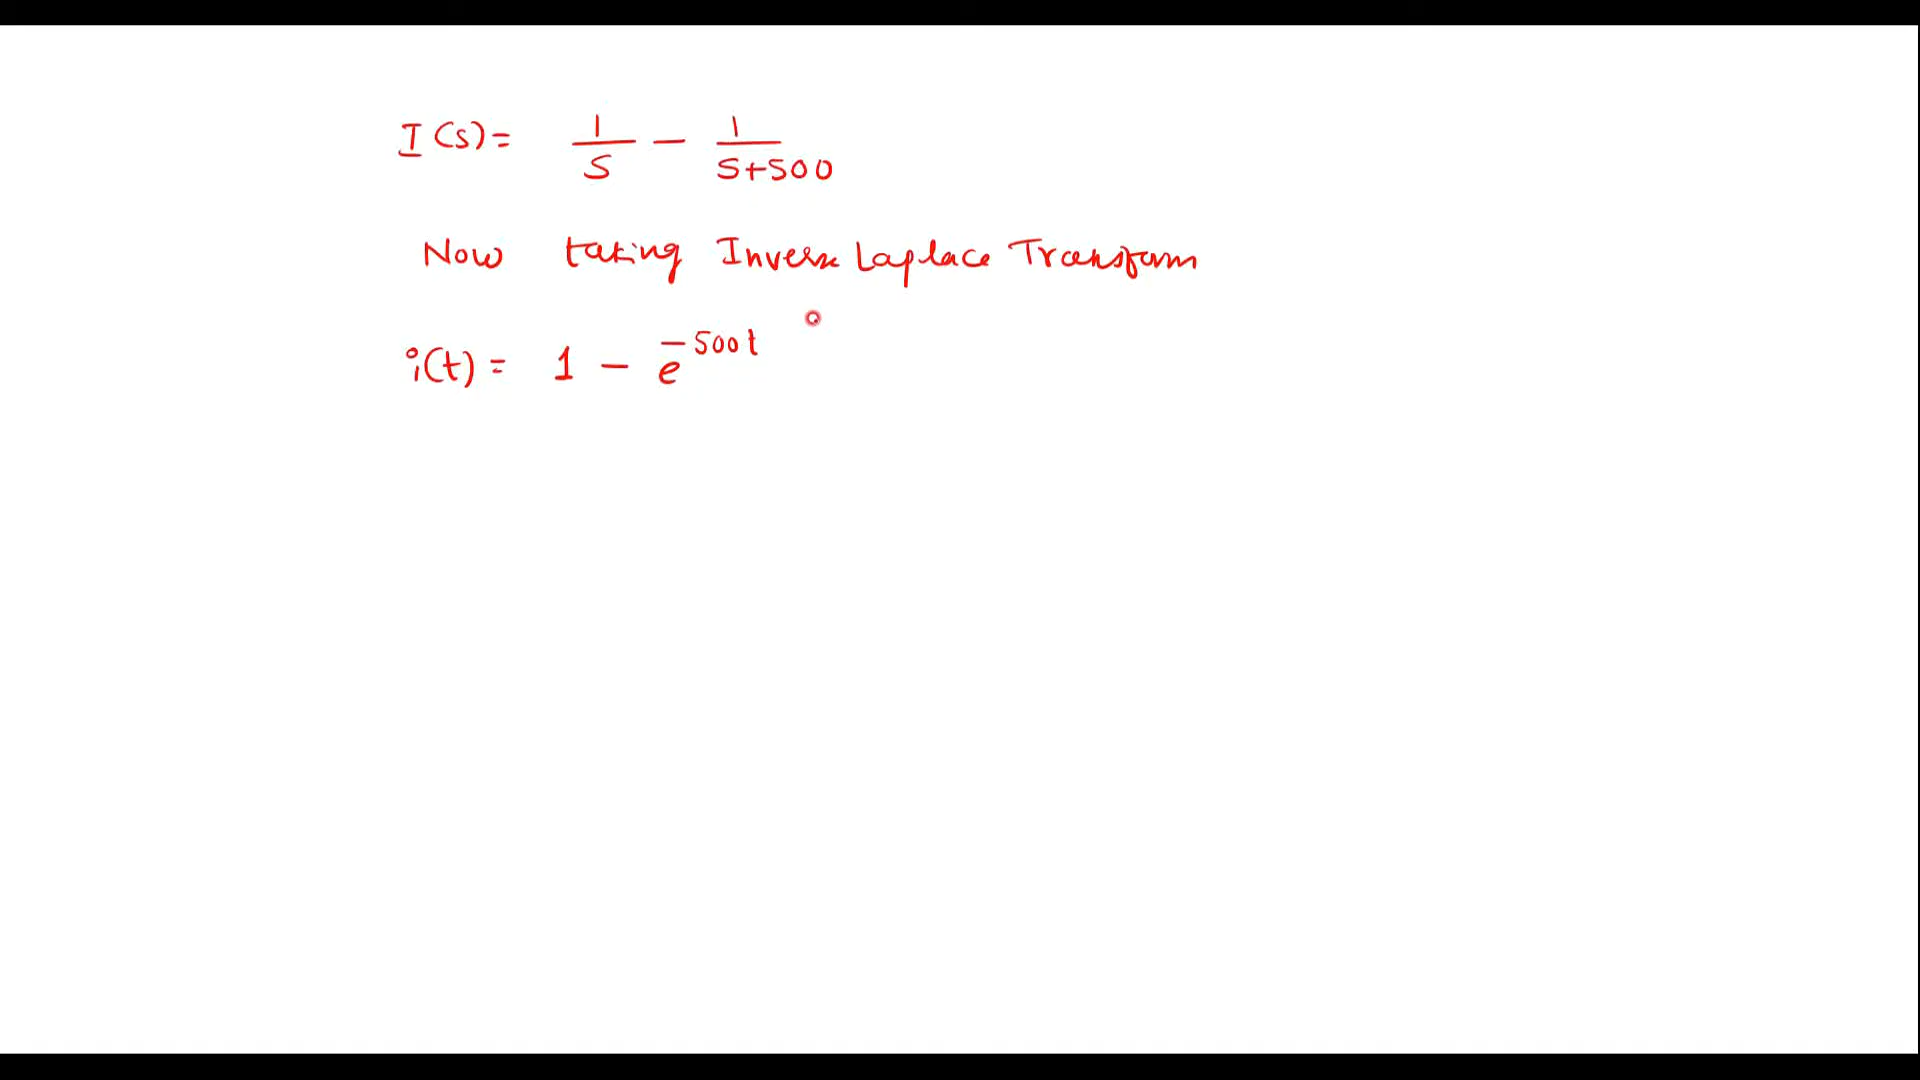 I(s) = 1/s - 1/s+500
Now taking Inverse Laplace Transform
i(t) = 1 - e^-500t